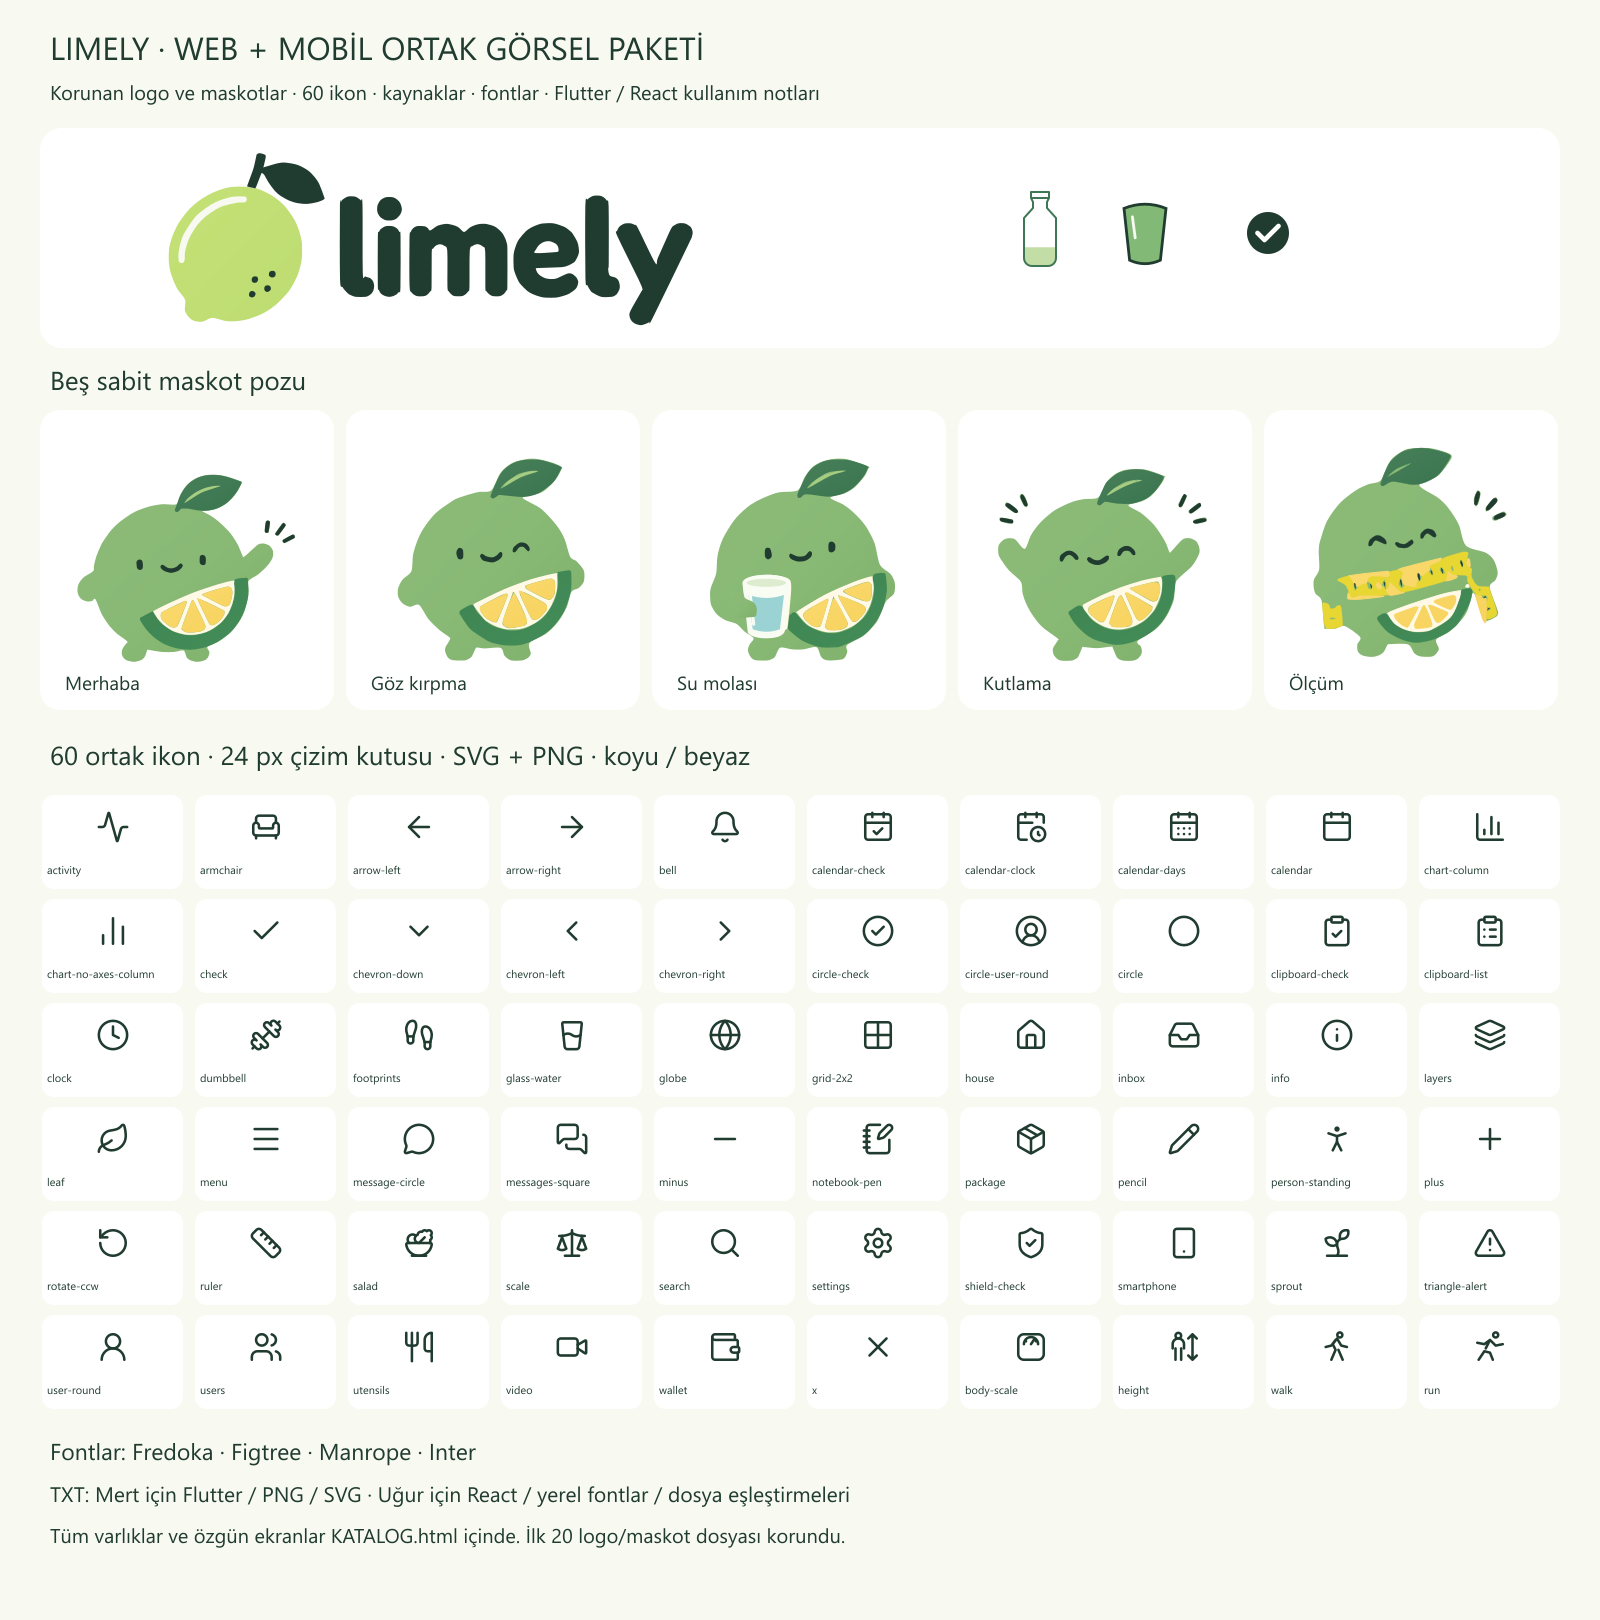 LIMELY · WEB + MOBİL ORTAK GÖRSEL PAKETİ
Korunan logo ve maskotlar · 60 ikon · kaynaklar · fontlar · Flutter / React kullanım notları
limely
Beş sabit maskot pozu
Merhaba Göz kırpma Su molası Kutlama Ölçüm
60 ortak ikon · 24 px çizim kutusu · SVG + PNG · koyu / beyaz
activity armchair arrow-left arrow-right bell calendar-check calendar-clock calendar-days calendar chart-column
chart-no-axes-column check chevron-down chevron-left chevron-right circle-check circle-user-round circle clipboard-check clipboard-list
clock dumbbell footprints glass-water globe grid-2x2 house inbox info layers
leaf menu message-circle messages-square minus notebook-pen package pencil person-standing plus
rotate-ccw ruler salad scale search settings shield-check smartphone sprout triangle-alert
user-round users utensils video wallet x body-scale height walk run
Fontlar: Fredoka · Figtree · Manrope · Inter
TXT: Mert için Flutter / PNG / SVG · Uğur için React / yerel fontlar / dosya eşleştirmeleri
Tüm varlıklar ve özgün ekranlar KATALOG.html içinde. İlk 20 logo/maskot dosyası korundu.